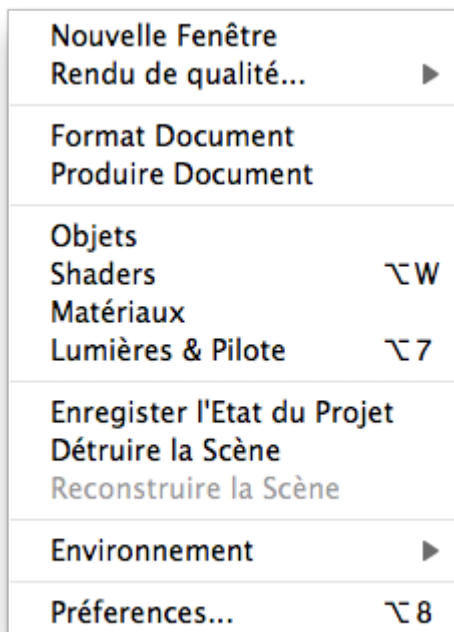 Nouvelle Fenêtre
Rendu de qualité...
Format Document
Produire Document
Objets
Shaders ⌥W
Matériaux
Lumières & Pilote ⌥7
Enregister l'Etat du Projet
Détruire la Scène
Reconstruire la Scène
Environnement
Préferences... ⌥8